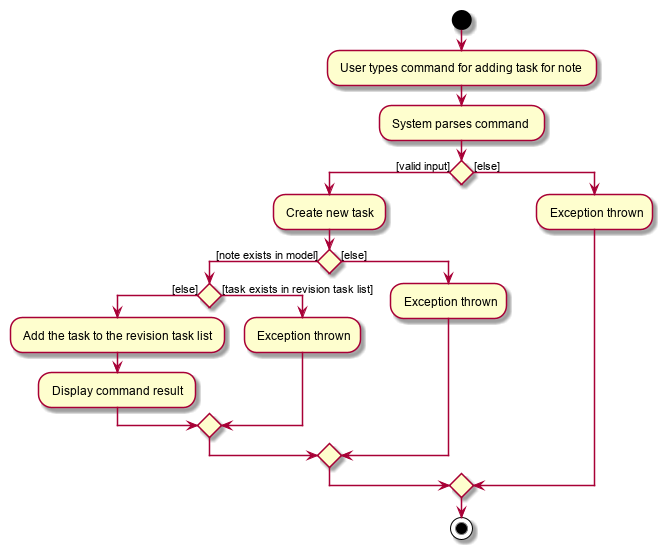 User types command for adding task for note
System parses command
[valid input]
[else]
Create new task
Exception thrown
[note exists in model]
[else]
[else]
[task exists in revision task list]
Exception thrown
Add the task to the revision task list
Exception thrown
Display command result